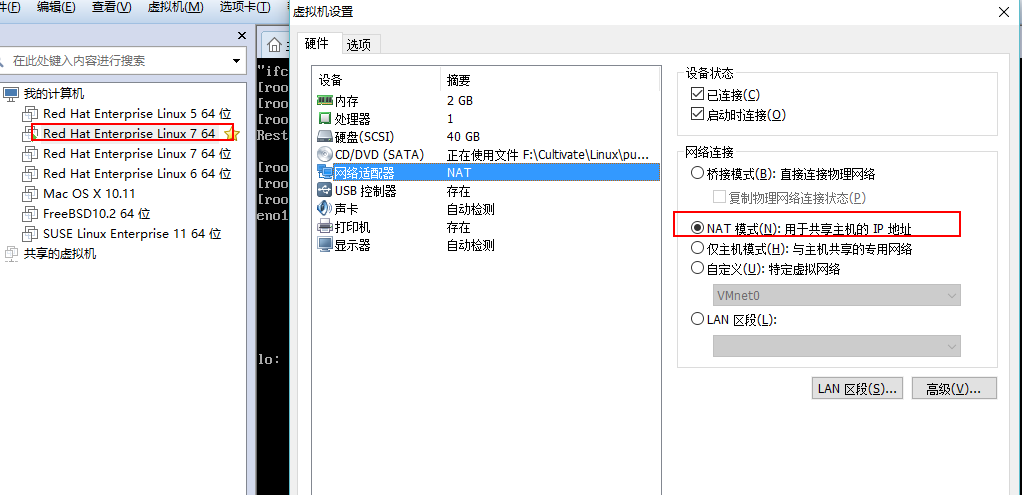 件(F) 编辑(E) 查看(V) 虚拟机(M) 选项卡(T)
在此处键入内容进行搜索
我的计算机
Red Hat Enterprise Linux 5 64 位
Red Hat Enterprise Linux 7 64
Red Hat Enterprise Linux 7 64 位
Red Hat Enterprise Linux 6 64 位
Mac OS X 10.11
FreeBSD10.2 64 位
SUSE Linux Enterprise 11 64 位
共享的虚拟机
"ifc
[roo
[roo
[roo
Rest
[roo
[roo
[roo
eno1
lo:
虚拟机设置
硬件 选项
设备 摘要
内存 2 GB
处理器 1
硬盘(SCSI) 40 GB
CD/DVD (SATA) 正在使用文件 F:\Cultivate\Linux\pu...
网络适配器 NAT
USB 控制器 存在
声卡 自动检测
打印机 存在
显示器 自动检测
设备状态
已连接(C)
启动时连接(O)
网络连接
桥接模式(B): 直接连接物理网络
复制物理网络连接状态(P)
NAT 模式(N): 用于共享主机的 IP 地址
仅主机模式(H): 与主机共享的专用网络
自定义(U): 特定虚拟网络
VMnet0
LAN 区段(L):
LAN 区段(S)... 高级(V)...